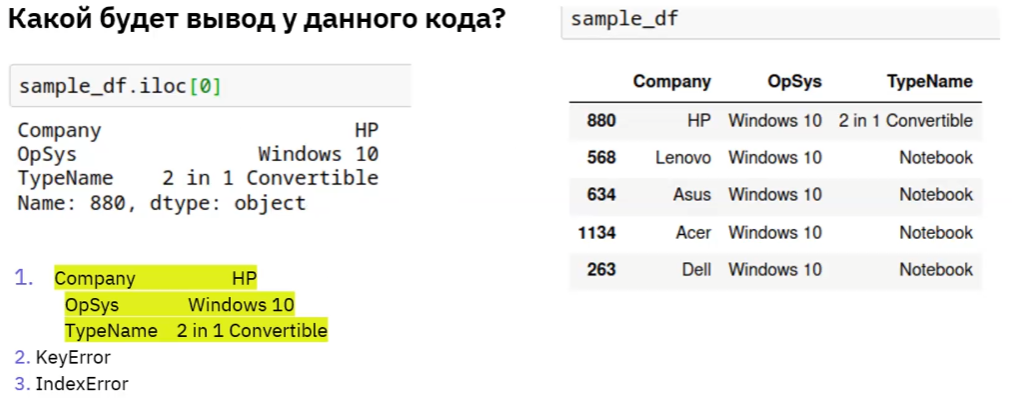 Какой будет вывод у данного кода?
sample_df.iloc[0]
Company HP
OpSys Windows 10
TypeName 2 in 1 Convertible
Name: 880, dtype: object
1. Company HP
OpSys Windows 10
TypeName 2 in 1 Convertible
2. KeyError
3. IndexError
sample_df
Company OpSys TypeName
880 HP Windows 10 2 in 1 Convertible
568 Lenovo Windows 10 Notebook
634 Asus Windows 10 Notebook
1134 Acer Windows 10 Notebook
263 Dell Windows 10 Notebook